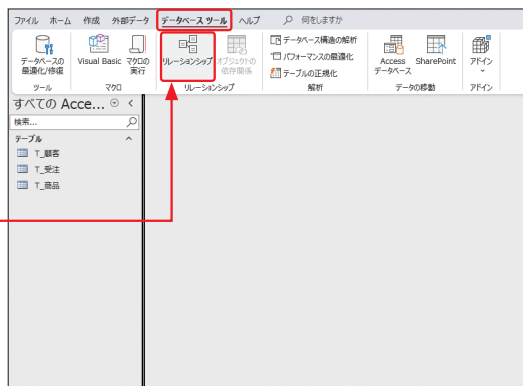 ファイル ホーム 作成 外部データ データベース ツール ヘルプ 何をしますか
データベースの最適化/修復
Visual Basic
マクロの実行
リレーションシップ
オブジェクトの依存関係
データベース構造の解析
パフォーマンスの最適化
テーブルの正規化
Access データベース
SharePoint
アドイン
ツール マクロ リレーションシップ 解析 データの移動 アドイン
すべての Acce...
検索...
テーブル
T_顧客
T_受注
T_商品